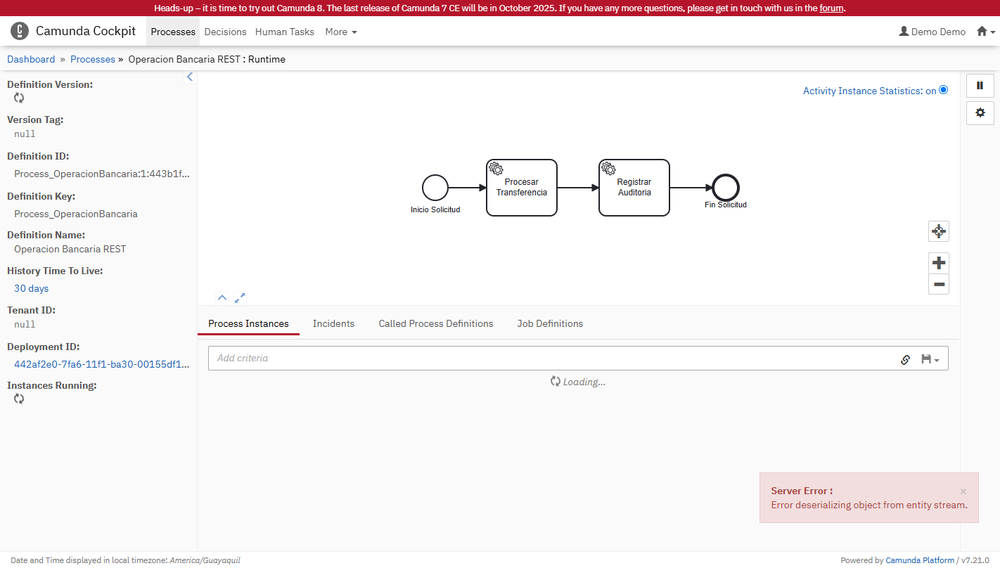 Heads-up – it is time to try out Camunda 8. The last release of Camunda 7 CE will be in October 2025. If you have any more questions, please get in touch with us in the forum.
Camunda Cockpit Processes Decisions Human Tasks More Demo Demo
Dashboard » Processes » Operacion Bancaria REST : Runtime
Definition Version:
Version Tag:
null
Definition ID:
Process_OperacionBancaria:1:443b1f...
Definition Key:
Process_OperacionBancaria
Definition Name:
Operacion Bancaria REST
History Time To Live:
30 days
Tenant ID:
null
Deployment ID:
442af2e0-7fa6-11f1-ba30-00155df1...
Instances Running:
Activity Instance Statistics: on
Inicio Solicitud
Procesar
Transferencia
Registrar
Auditoria
Fin Solicitud
Process Instances Incidents Called Process Definitions Job Definitions
Add criteria
Loading...
Server Error : ×
Error deserializing object from entity stream.
Date and Time displayed in local timezone: America/Guayaquil
Powered by Camunda Platform / v7.21.0